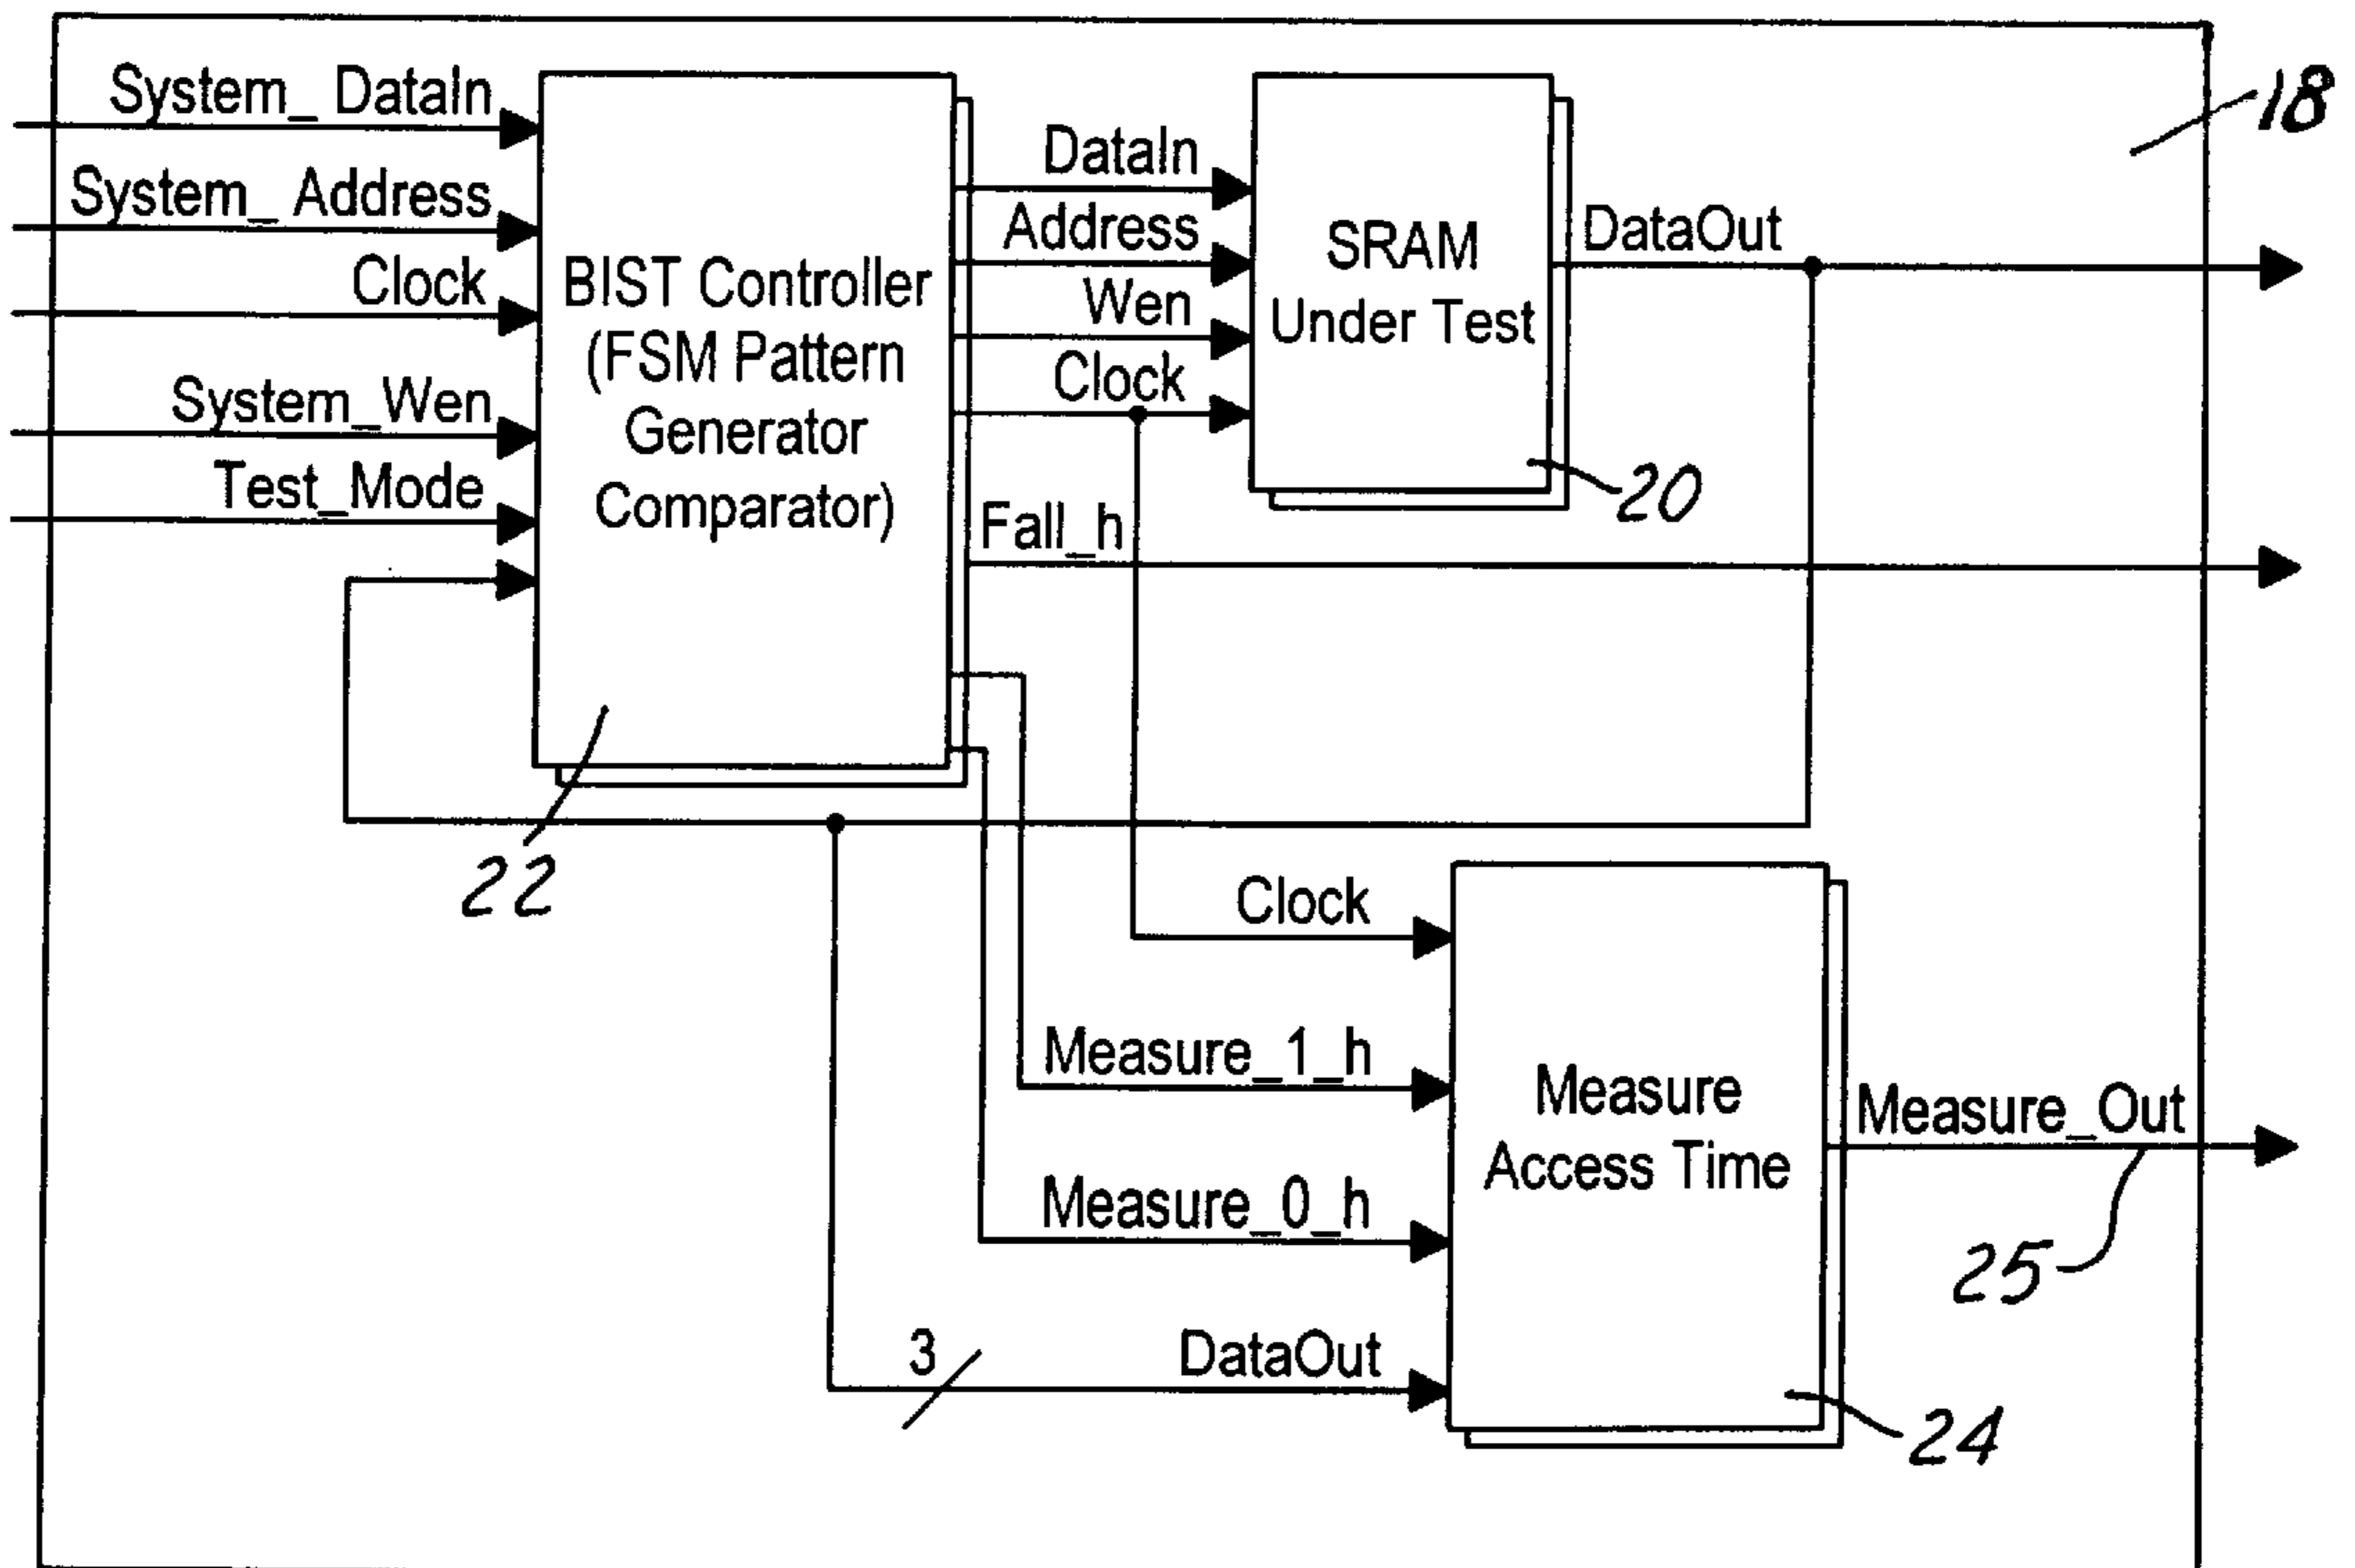 System_ DataIn
System_ Address
Clock
System_Wen
Test_Mode
BIST Controller
(FSM Pattern
Generator
Comparator)
22
DataIn
Address
Wen
Clock
Fall_h
SRAM
Under Test
20
DataOut
18
Clock
Measure_1_h
Measure_0_h
3
DataOut
Measure
Access Time
24
Measure_Out
25